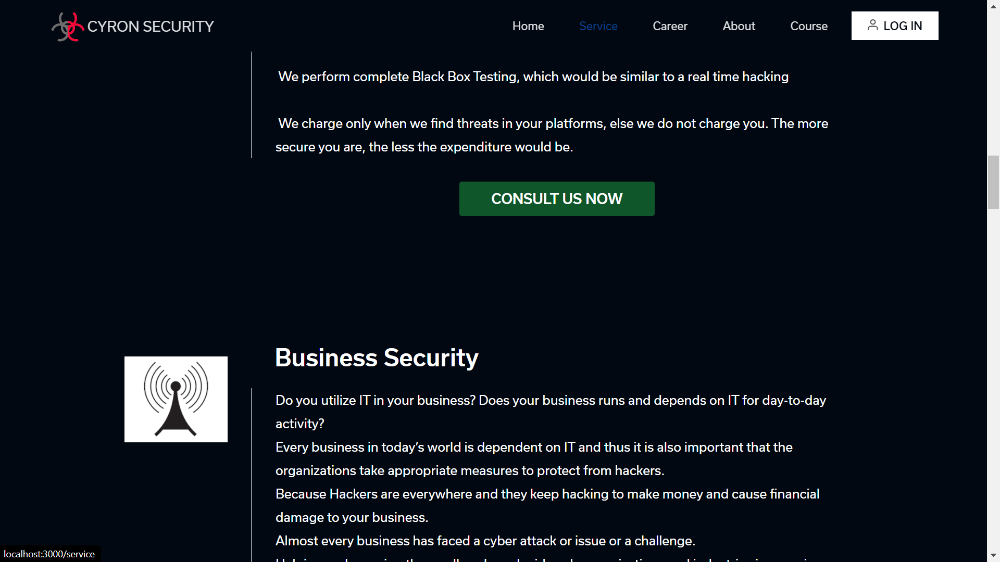 CYRON SECURITY
Home
Service
Career
About
Course
LOG IN
We perform complete Black Box Testing, which would be similar to a real time hacking
We charge only when we find threats in your platforms, else we do not charge you. The more
secure you are, the less the expenditure would be.
CONSULT US NOW
Business Security
Do you utilize IT in your business? Does your business runs and depends on IT for day-to-day
activity?
Every business in today’s world is dependent on IT and thus it is also important that the
organizations take appropriate measures to protect from hackers.
Because Hackers are everywhere and they keep hacking to make money and cause financial
damage to your business.
Almost every business has faced a cyber attack or issue or a challenge.
localhost:3000/service